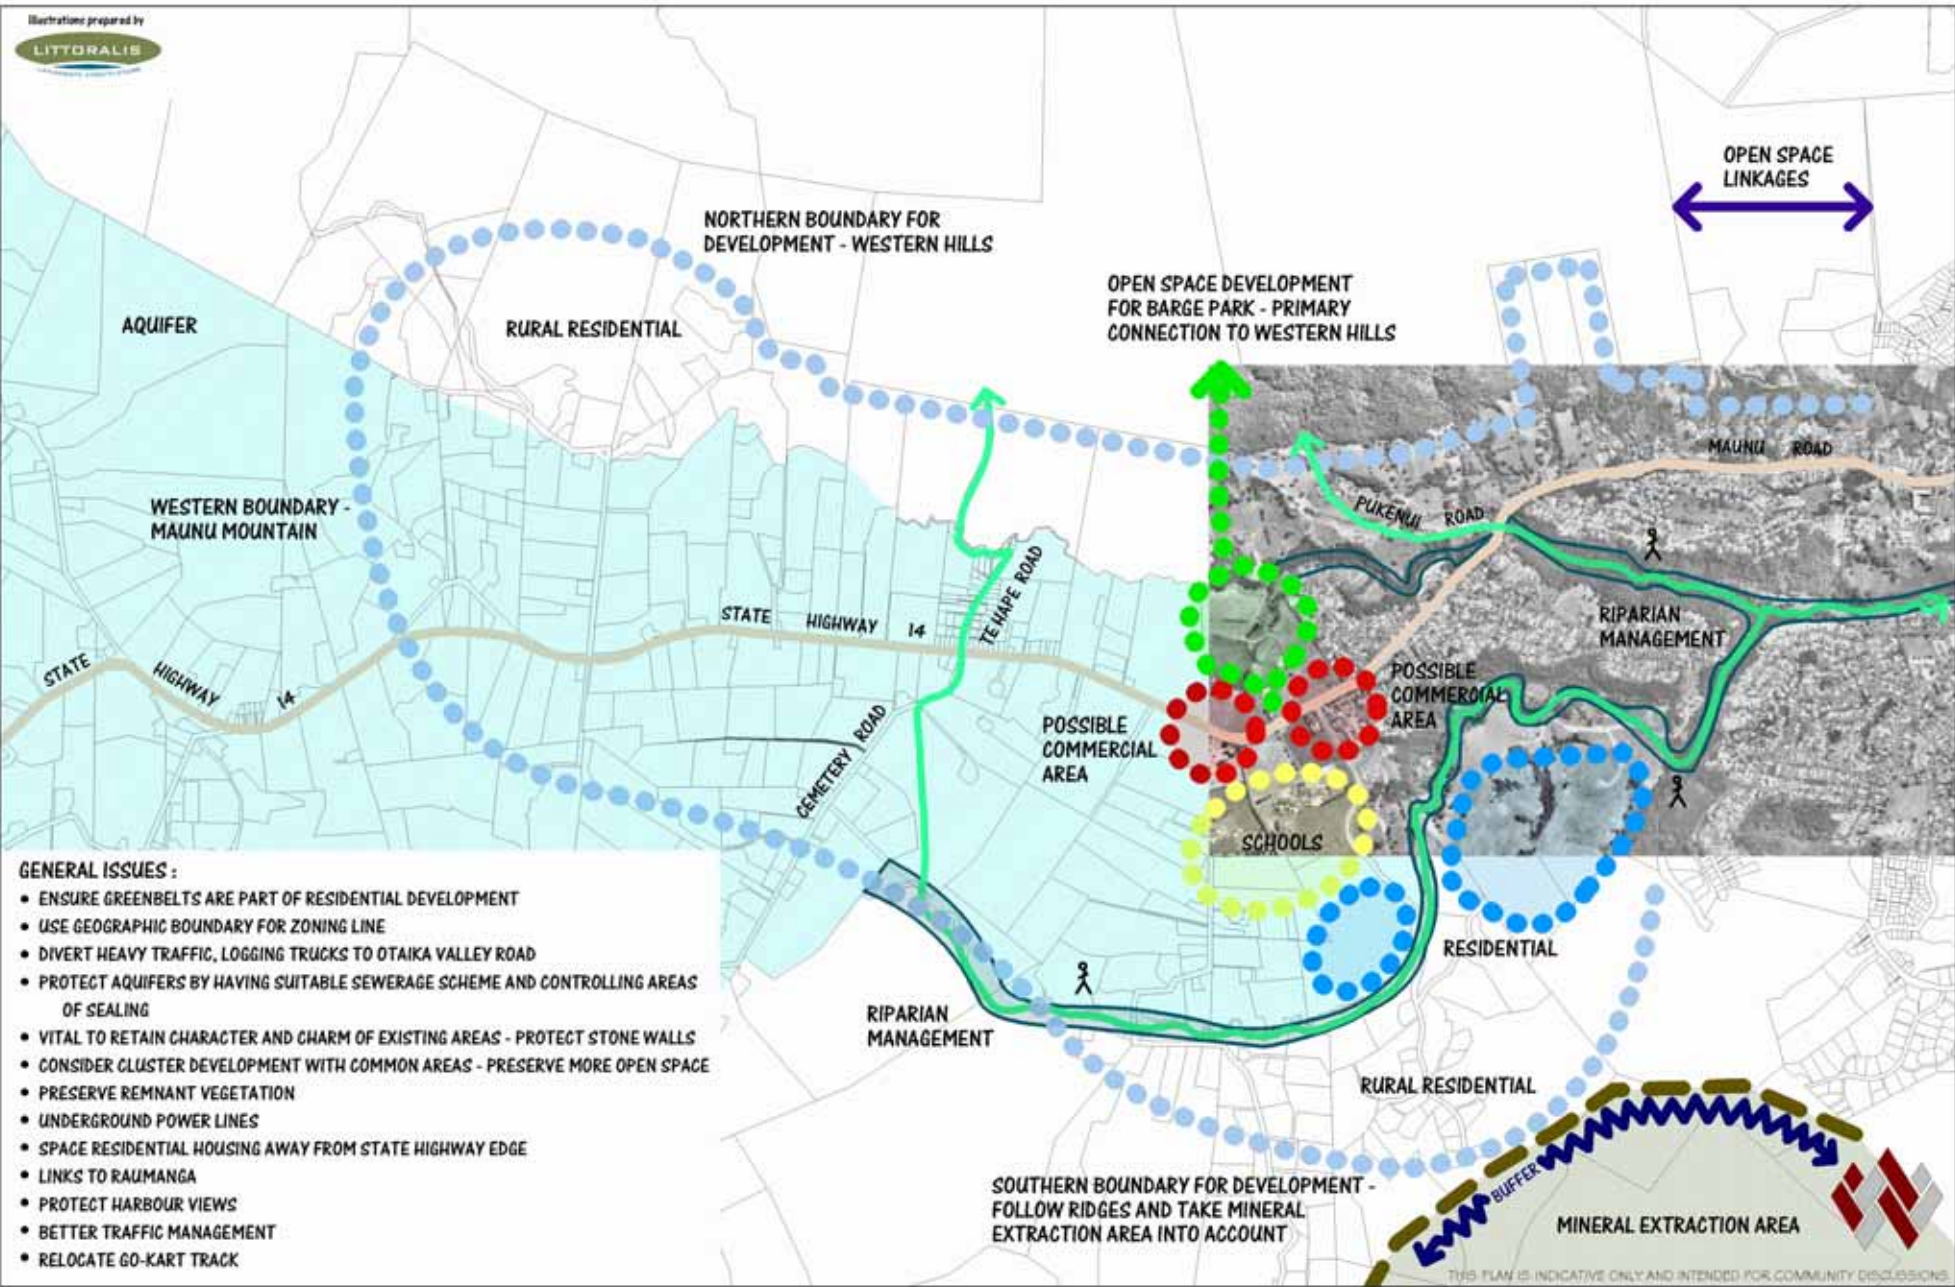 Illustrations prepared by
LITTORALIS
LANDSCAPE ARCHITECTURE
OPEN SPACE
LINKAGES
NORTHERN BOUNDARY FOR
DEVELOPMENT - WESTERN HILLS
OPEN SPACE DEVELOPMENT
FOR BARGE PARK - PRIMARY
CONNECTION TO WESTERN HILLS
AQUIFER
RURAL RESIDENTIAL
MAUNU ROAD
WESTERN BOUNDARY -
MAUNU MOUNTAIN
PUKENUI ROAD
TE HAPE ROAD
STATE HIGHWAY 14
RIPARIAN
MANAGEMENT
STATE HIGHWAY 14
POSSIBLE
COMMERCIAL
AREA
POSSIBLE
COMMERCIAL
AREA
CEMETERY ROAD
SCHOOLS
RESIDENTIAL
GENERAL ISSUES :
• ENSURE GREENBELTS ARE PART OF RESIDENTIAL DEVELOPMENT
• USE GEOGRAPHIC BOUNDARY FOR ZONING LINE
• DIVERT HEAVY TRAFFIC, LOGGING TRUCKS TO OTAIKA VALLEY ROAD
• PROTECT AQUIFERS BY HAVING SUITABLE SEWERAGE SCHEME AND CONTROLLING AREAS
OF SEALING
• VITAL TO RETAIN CHARACTER AND CHARM OF EXISTING AREAS - PROTECT STONE WALLS
• CONSIDER CLUSTER DEVELOPMENT WITH COMMON AREAS - PRESERVE MORE OPEN SPACE
• PRESERVE REMNANT VEGETATION
• UNDERGROUND POWER LINES
• SPACE RESIDENTIAL HOUSING AWAY FROM STATE HIGHWAY EDGE
• LINKS TO RAUMANGA
• PROTECT HARBOUR VIEWS
• BETTER TRAFFIC MANAGEMENT
• RELOCATE GO-KART TRACK
RIPARIAN
MANAGEMENT
RURAL RESIDENTIAL
SOUTHERN BOUNDARY FOR DEVELOPMENT -
FOLLOW RIDGES AND TAKE MINERAL
EXTRACTION AREA INTO ACCOUNT
BUFFER
MINERAL EXTRACTION AREA
THIS PLAN IS INDICATIVE ONLY AND INTENDED FOR COMMUNITY DISCUSSIONS